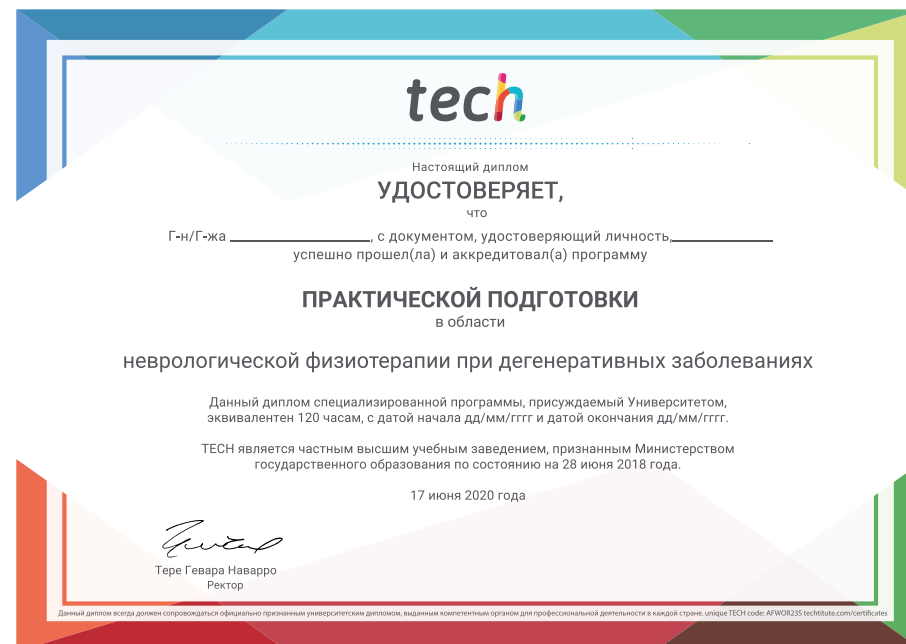 tech
Настоящий диплом
УДОСТОВЕРЯЕТ,
что
Г-н/Г-жа , с документом, удостоверяющий личность,
успешно прошел(ла) и аккредитовал(а) программу
ПРАКТИЧЕСКОЙ ПОДГОТОВКИ
в области
неврологической физиотерапии при дегенеративных заболеваниях
Данный диплом специализированной программы, присуждаемый Университетом,
эквивалентен 120 часам, с датой начала дд/мм/гггг и датой окончания дд/мм/гггг.
TECH является частным высшим учебным заведением, признанным Министерством
государственного образования по состоянию на 28 июня 2018 года.
17 июня 2020 года
Тере Гевара Наварро
Ректор
Данный диплом всегда должен сопровождаться официально признанным университетским дипломом, выданным компетентным органом для профессиональной деятельности в каждой стране. unique TECH code: AFWOR23S techtitute.com/certificates